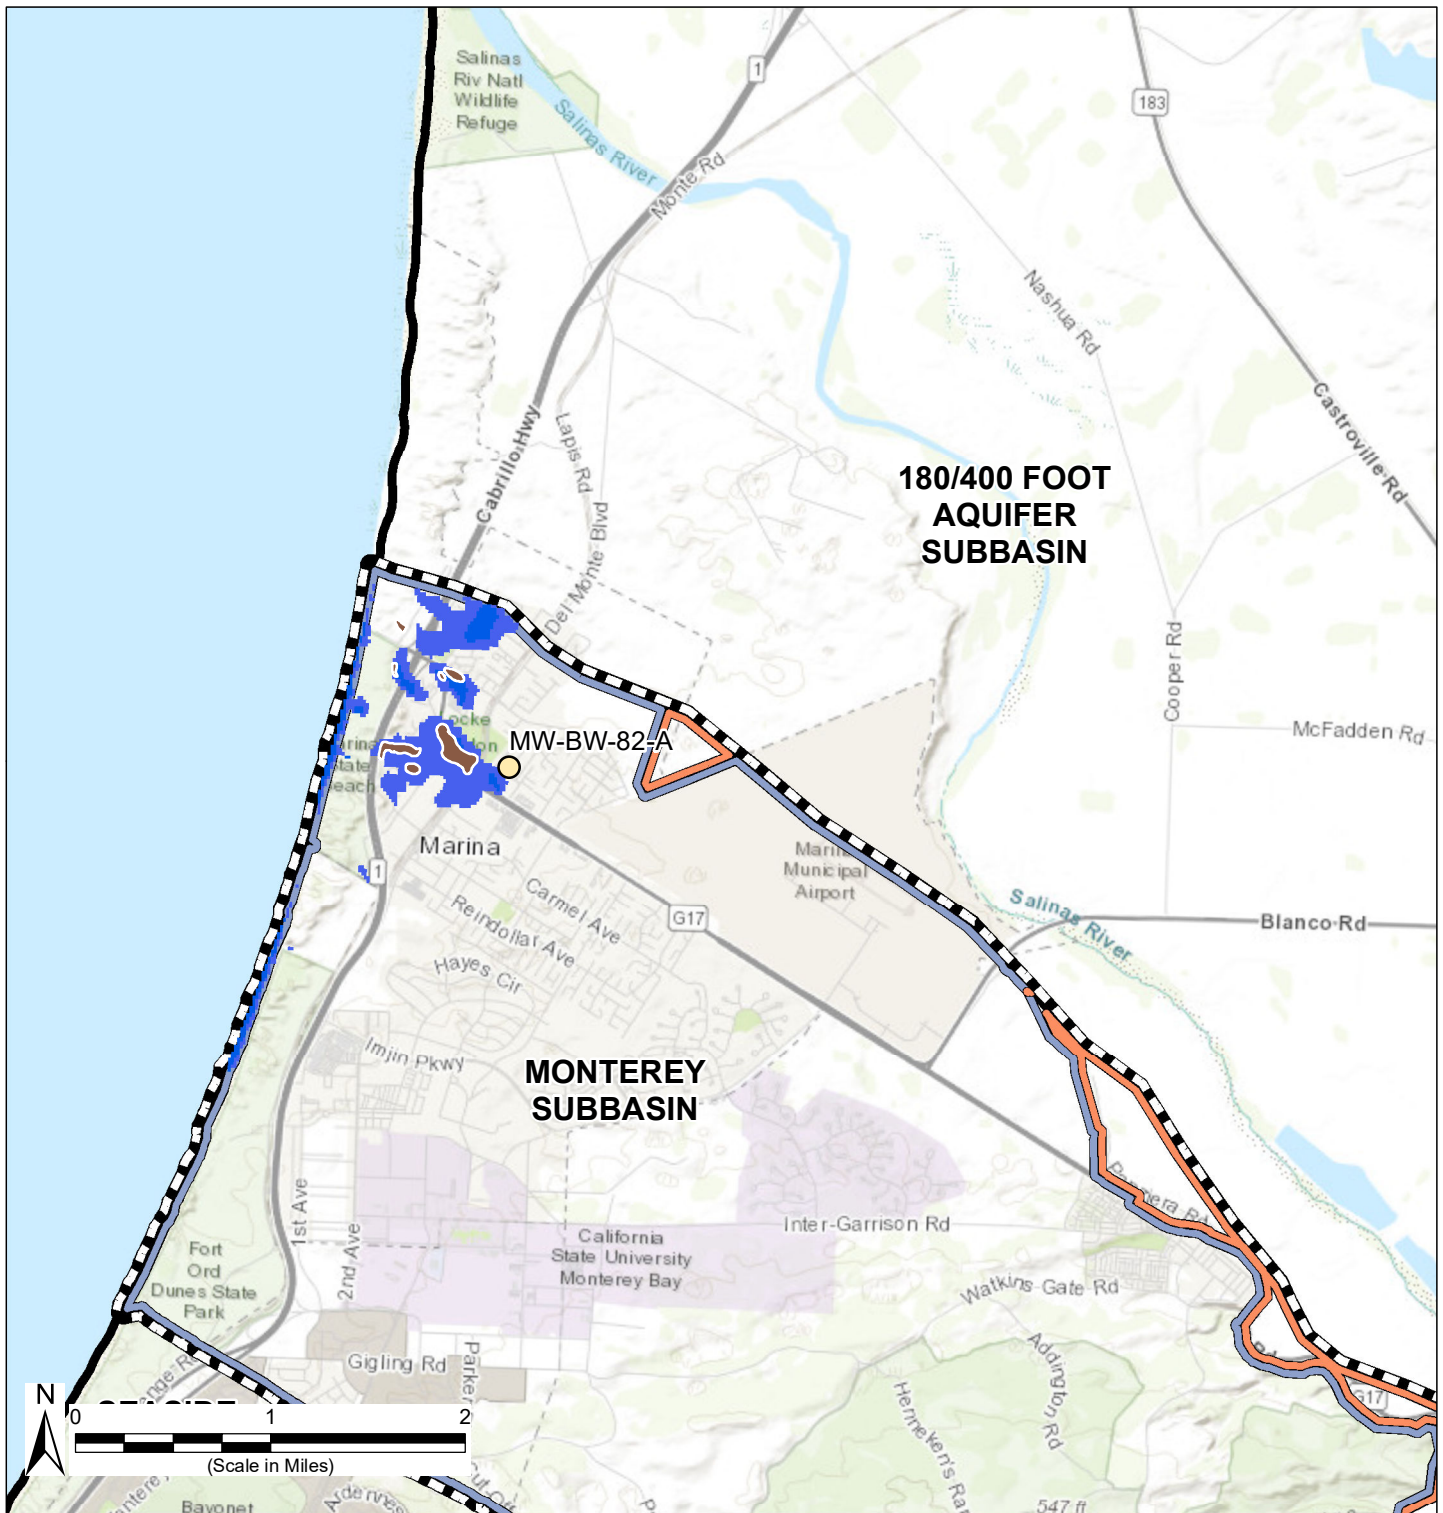 Salinas
Riv Natl
Wildlife
Refuge
1
183
Salinas River
Monte Rd
Nashua Rd
Castroville Rd
Cabrillo Hwy
Lapis Rd
180/400 FOOT
AQUIFER
SUBBASIN
Del Monte Blvd
Cooper Rd
McFadden Rd
Locke
MW-BW-82-A
State
Marina
Marina
Municipal
Airport
1
Carmel Ave
Reindollar Ave
G17
Salinas River
Blanco Rd
Hayes Cir
Imjin Pkwy
MONTEREY
SUBBASIN
1st Ave
2nd Ave
California
State University
Monterey Bay
Inter-Garrison Rd
Watkins Gate Rd
Fort
Ord
Dunes State
Park
Gigling Rd
Parker
Addington Rd
G17
N
0 1 2
(Scale in Miles)
Bayonet
547 ft